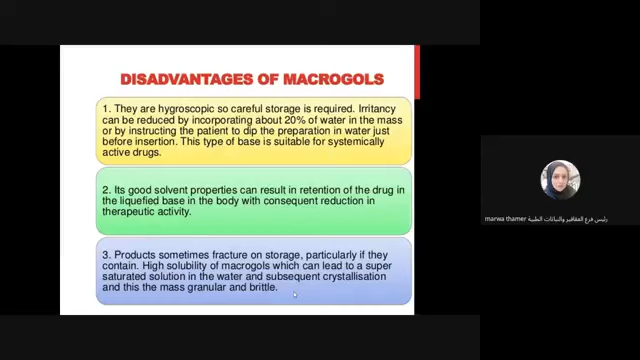 DISADVANTAGES OF MACROGOLS
1. They are hygroscopic so careful storage is required. Irritancy
can be reduced by incorporating about 20% of water in the mass
or by instructing the patient to dip the preparation in water just
before insertion. This type of base is suitable for systemically
active drugs.
2. Its good solvent properties can result in retention of the drug in
the liquefied base in the body with consequent reduction in
therapeutic activity.
3. Products sometimes fracture on storage, particularly if they
contain. High solubility of macrogols which can lead to a super
saturated solution in the water and subsequent crystallisation
and this the mass granular and brittle.
marwa thamer رئيس فرع العقاقير والنباتات الطبية